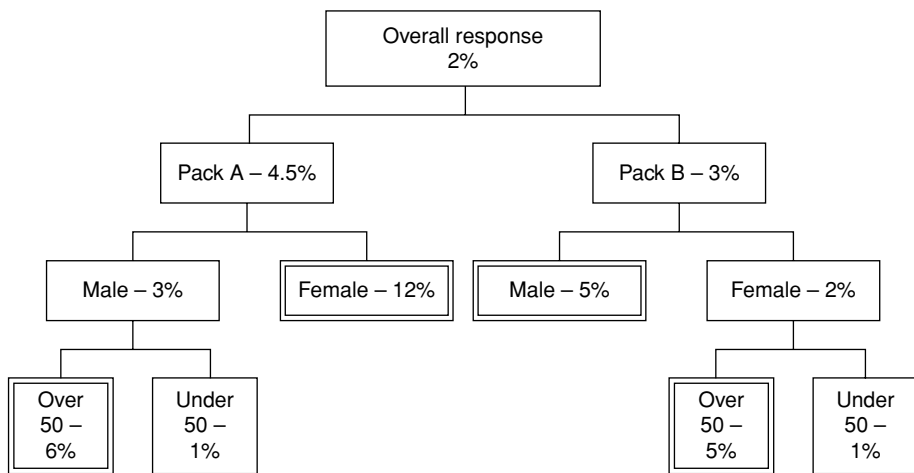 Overall response
2%
Pack A – 4.5%
Pack B – 3%
Male – 3%
Female – 12%
Male – 5%
Female – 2%
Over
50 –
6%
Under
50 –
1%
Over
50 –
5%
Under
50 –
1%